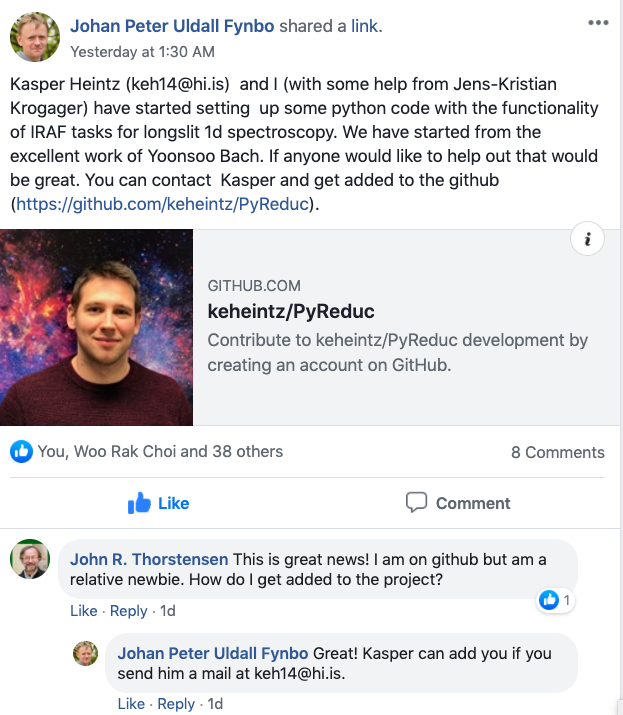 Johan Peter Uldall Fynbo shared a link.
Yesterday at 1:30 AM
Kasper Heintz (keh14@hi.is)  and I (with some help from Jens-Kristian
Krogager) have started setting  up some python code with the functionality
of IRAF tasks for longslit 1d spectroscopy. We have started from the
excellent work of Yoonsoo Bach. If anyone would like to help out that would
be great. You can contact  Kasper and get added to the github
(https://github.com/keheintz/PyReduc).
i
GITHUB.COM
keheintz/PyReduc
Contribute to keheintz/PyReduc development by
creating an account on GitHub.
You, Woo Rak Choi and 38 others 8 Comments
Like Comment
John R. Thorstensen This is great news! I am on github but am a
relative newbie. How do I get added to the project?
1
Like · Reply · 1d
Johan Peter Uldall Fynbo Great! Kasper can add you if you
send him a mail at keh14@hi.is.
Like · Reply · 1d